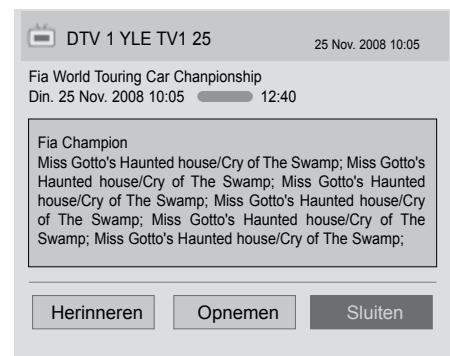 DTV 1 YLE TV1 25 25 Nov. 2008 10:05
Fia World Touring Car Chanpionship
Din. 25 Nov. 2008 10:05 12:40
Fia Champion
Miss Gotto's Haunted house/Cry of The Swamp; Miss Gotto's
Haunted house/Cry of The Swamp; Miss Gotto's Haunted
house/Cry of The Swamp; Miss Gotto's Haunted house/Cry
of The Swamp; Miss Gotto's Haunted house/Cry of The
Swamp; Miss Gotto's Haunted house/Cry of The Swamp;
Herinneren Opnemen Sluiten